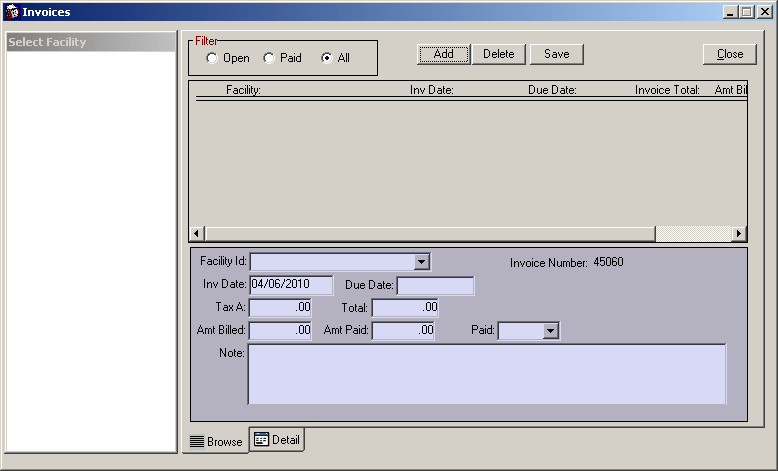 Invoices
Select Facility
Filter
Open Paid All Add Delete Save Close
Facility: Inv Date: Due Date: Invoice Total: Amt Bil
Facility Id: Invoice Number: 45060
Inv Date: 04/06/2010 Due Date:
Tax A: .00 Total: .00
Amt Billed: .00 Amt Paid: .00 Paid:
Note:
Browse Detail